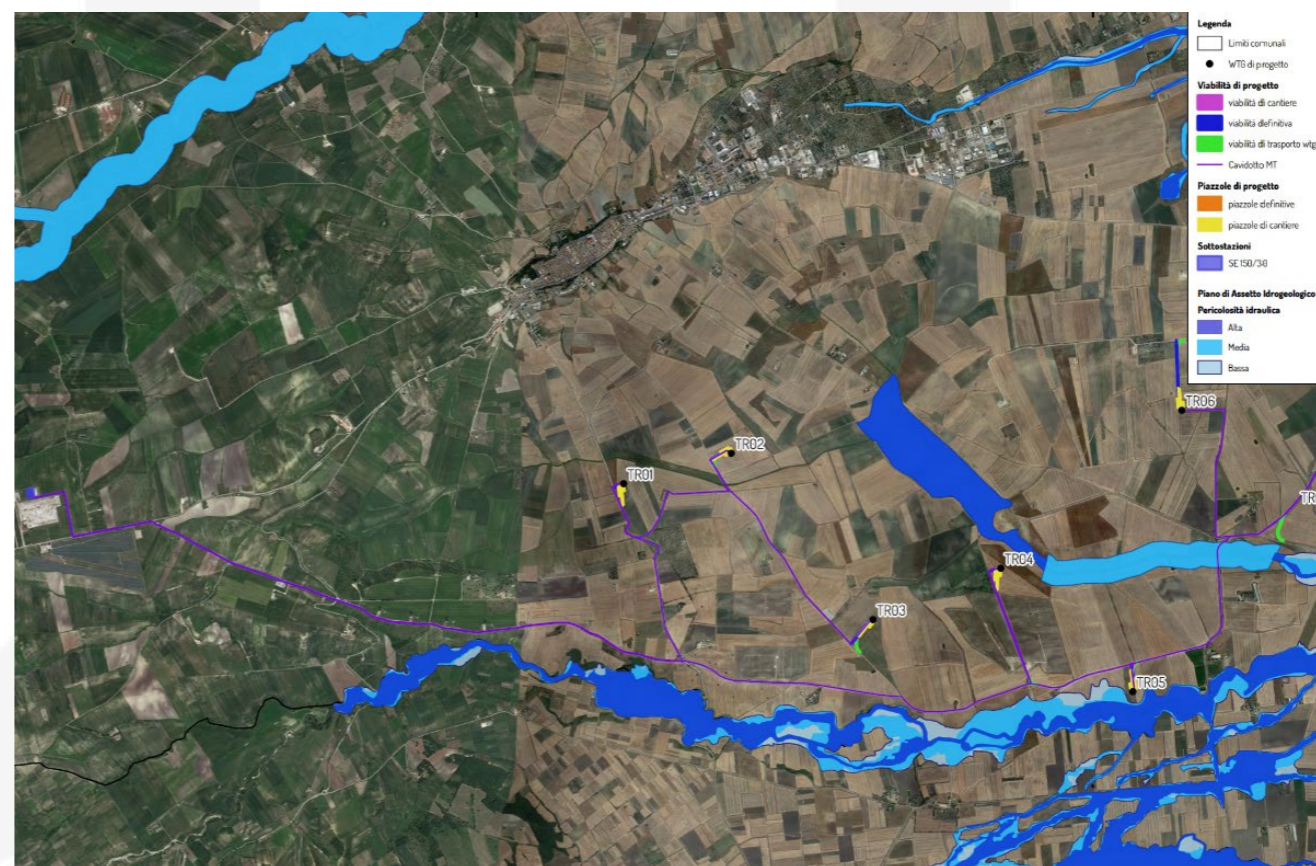 Legenda
Limiti comunali
WTG di progetto
Viabilità di progetto
viabilità di cantiere
viabilità definitiva
viabilità di trasporto wtg
Cavidotto MT
Piazzole di progetto
piazzole definitive
piazzole di cantiere
Sottostazioni
SE 150/30
Piano di Assetto Idrogeologico
Pericolosità idraulica
Alta
Media
Bassa
TR06
TR02
TR01
TR
TR04
TR03
TR05